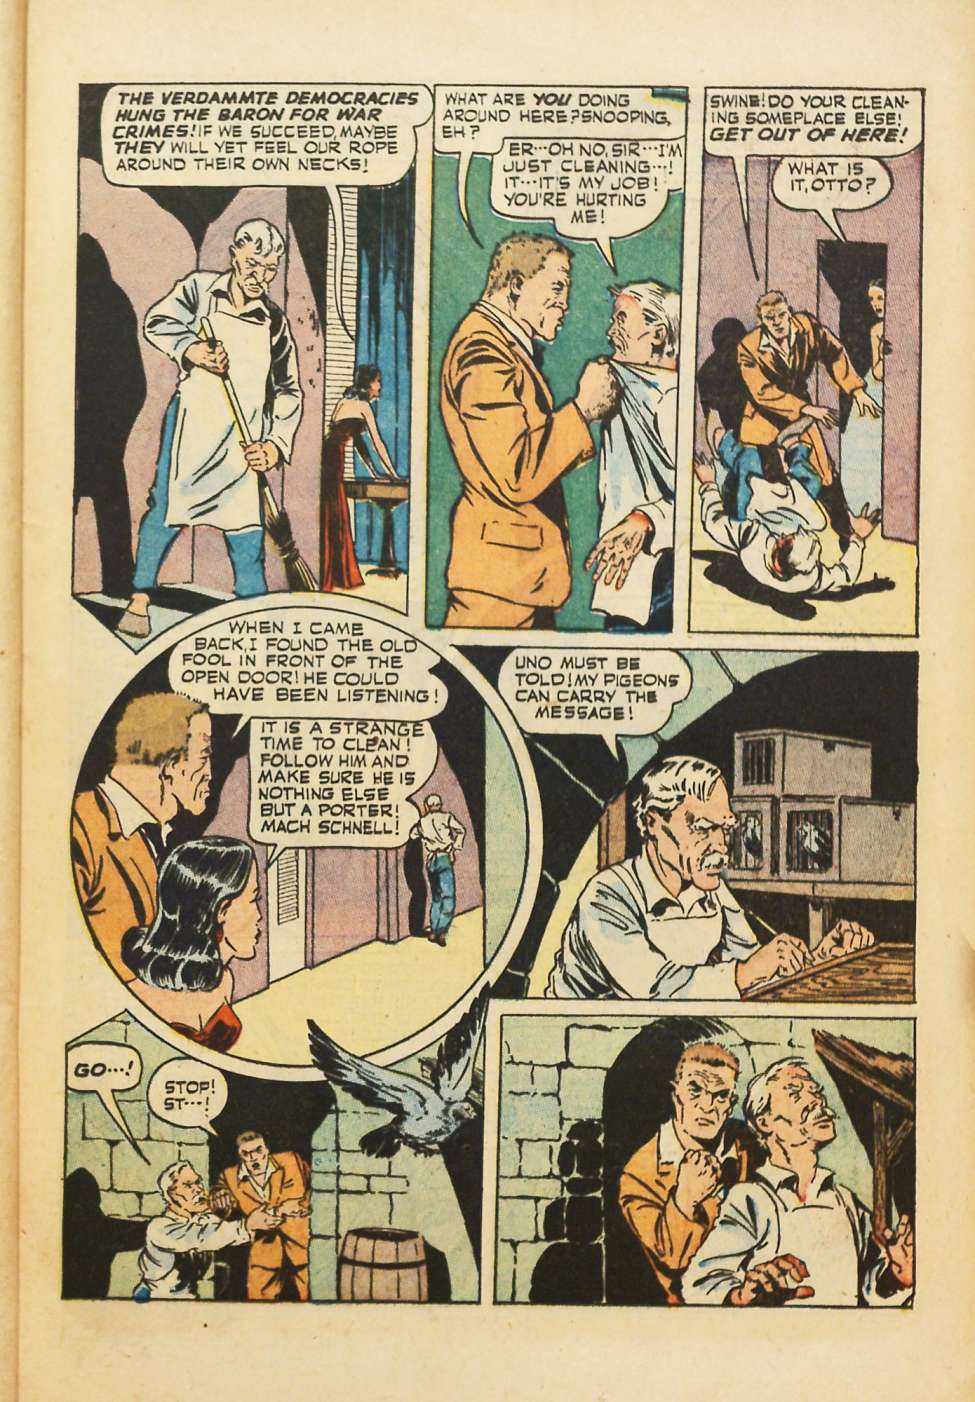 THE VERDAMMTE DEMOCRACIES
HUNG THE BARON FOR WAR
CRIMES! IF WE SUCCEED, MAYBE
THEY WILL YET FEEL OUR ROPE
AROUND THEIR OWN NECKS!
WHAT ARE YOU DOING
AROUND HERE? SNOOPING,
EH?
ER---OH NO, SIR---I'M
JUST CLEANING---!
IT---IT'S MY JOB!
YOU'RE HURTING
ME!
SWINE! DO YOUR CLEAN-
ING SOMEPLACE ELSE!
GET OUT OF HERE!
WHAT IS
IT, OTTO?
WHEN I CAME
BACK, I FOUND THE OLD
FOOL IN FRONT OF THE
OPEN DOOR! HE COULD
HAVE BEEN LISTENING!
IT IS A STRANGE
TIME TO CLEAN!
FOLLOW HIM AND
MAKE SURE HE IS
NOTHING ELSE
BUT A PORTER!
MACH SCHNELL!
UNO MUST BE
TOLD! MY PIGEONS
CAN CARRY THE
MESSAGE!
GO---!
STOP!
ST---!